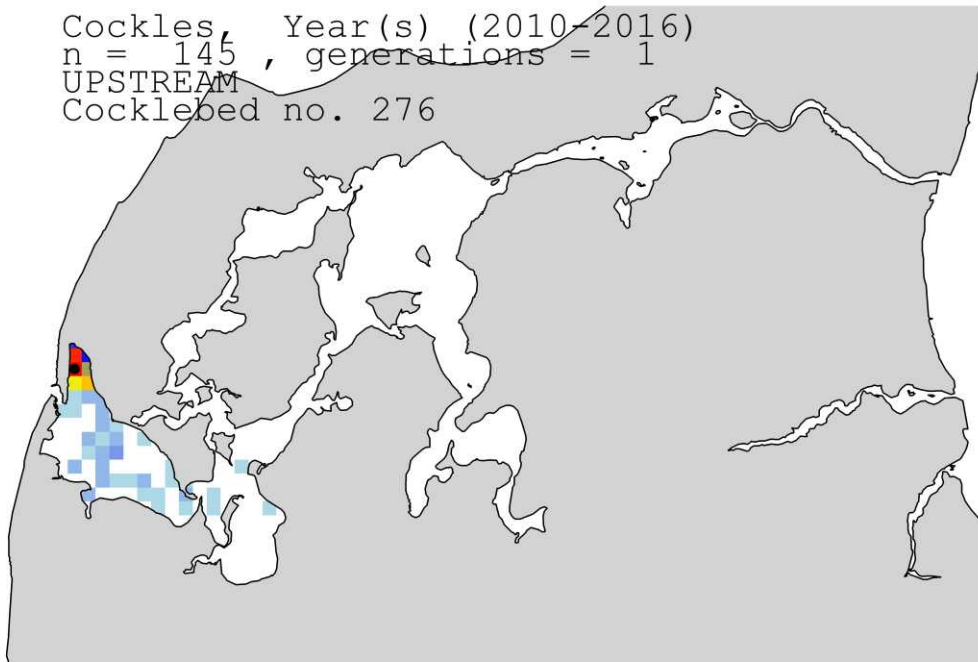 Cockles,  Year(s) (2010-2016)
n =  145 , generations =  1
UPSTREAM
Cocklebed no. 276